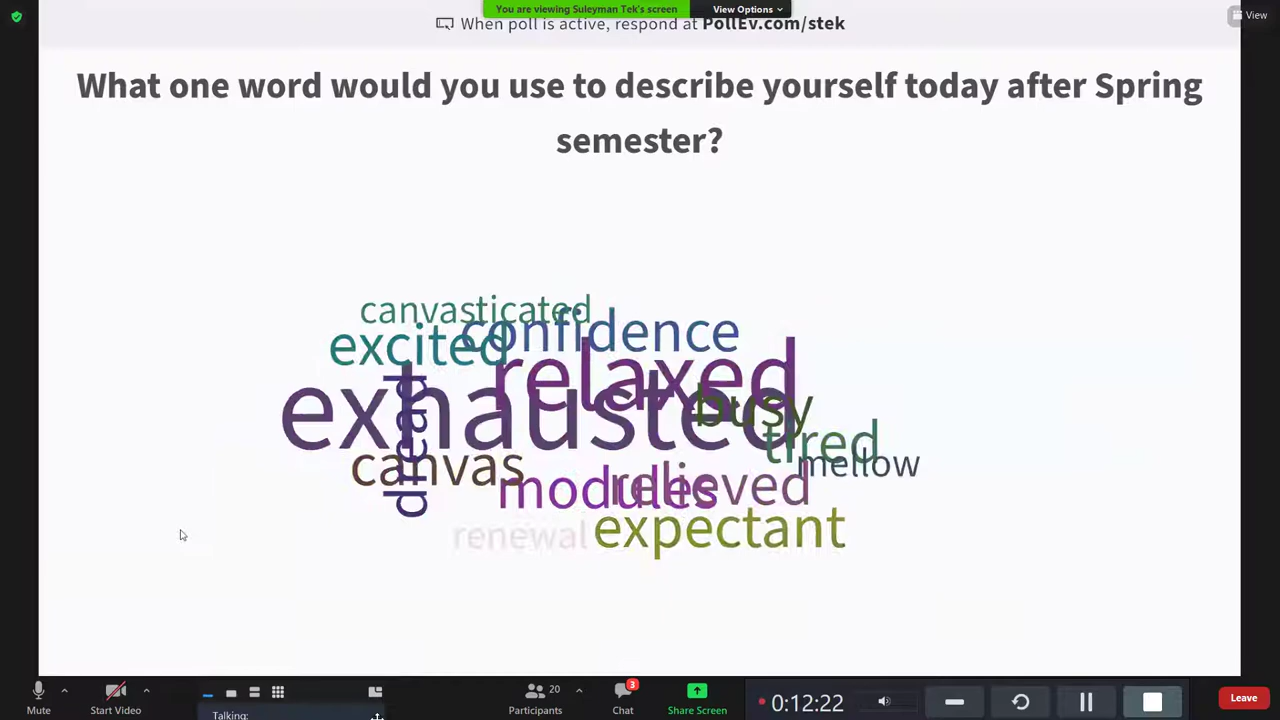 You are viewing Suleyman Tek's screen
View Options
View
When poll is active, respond at PollEv.com/stek
What one word would you use to describe yourself today after Spring
semester?
canvasticated
confidence
excited
relaxed
exhausted
dread
busy
tired
mellow
canvas
modules
relieved
renewal
expectant
Mute
Start Video
Talking:
20
Participants
3
Chat
Share Screen
0:12:22
Leave